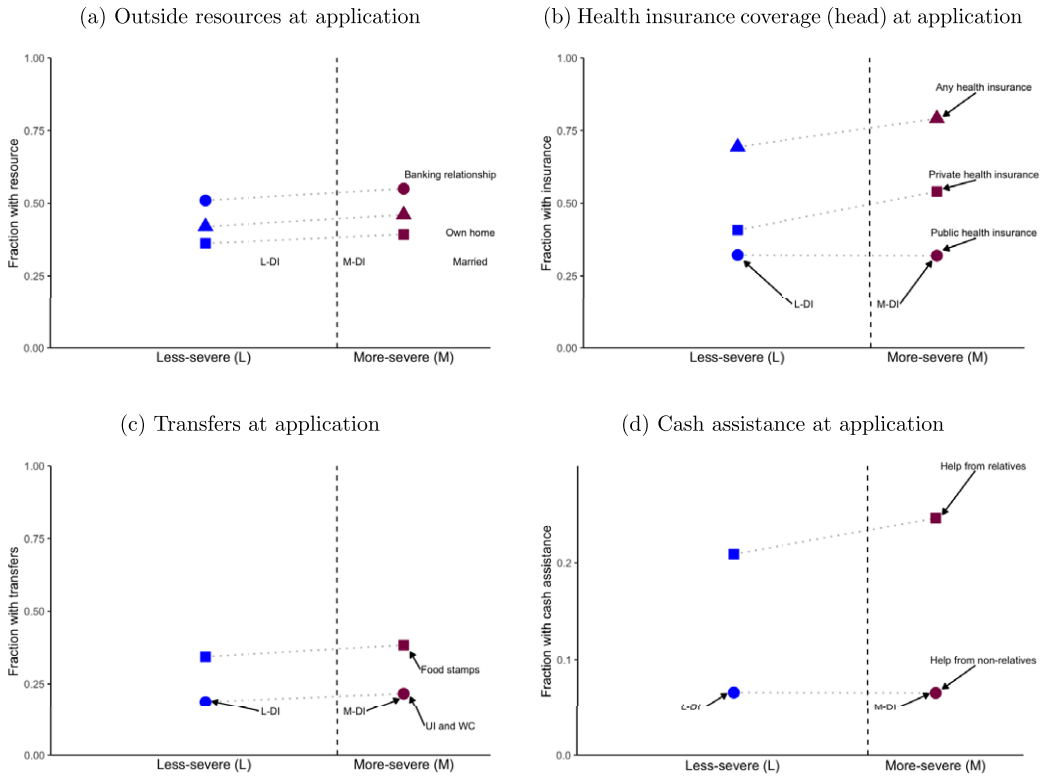 (a) Outside resources at application
Fraction with resource
1.00
0.75
0.50
0.25
0.00
Banking relationship
Own home
Married
L-DI
M-DI
Less-severe (L)
More-severe (M)
(b) Health insurance coverage (head) at application
Fraction with insurance
1.00
0.75
0.50
0.25
0.00
Any health insurance
Private health insurance
Public health insurance
L-DI
M-DI
Less-severe (L)
More-severe (M)
(c) Transfers at application
Fraction with transfers
1.00
0.75
0.50
0.25
0.00
Food stamps
L-DI
M-DI
UI and WC
Less-severe (L)
More-severe (M)
(d) Cash assistance at application
Fraction with cash assistance
0.2
0.1
0.0
Help from relatives
Help from non-relatives
L-DI
M-DI
Less-severe (L)
More-severe (M)